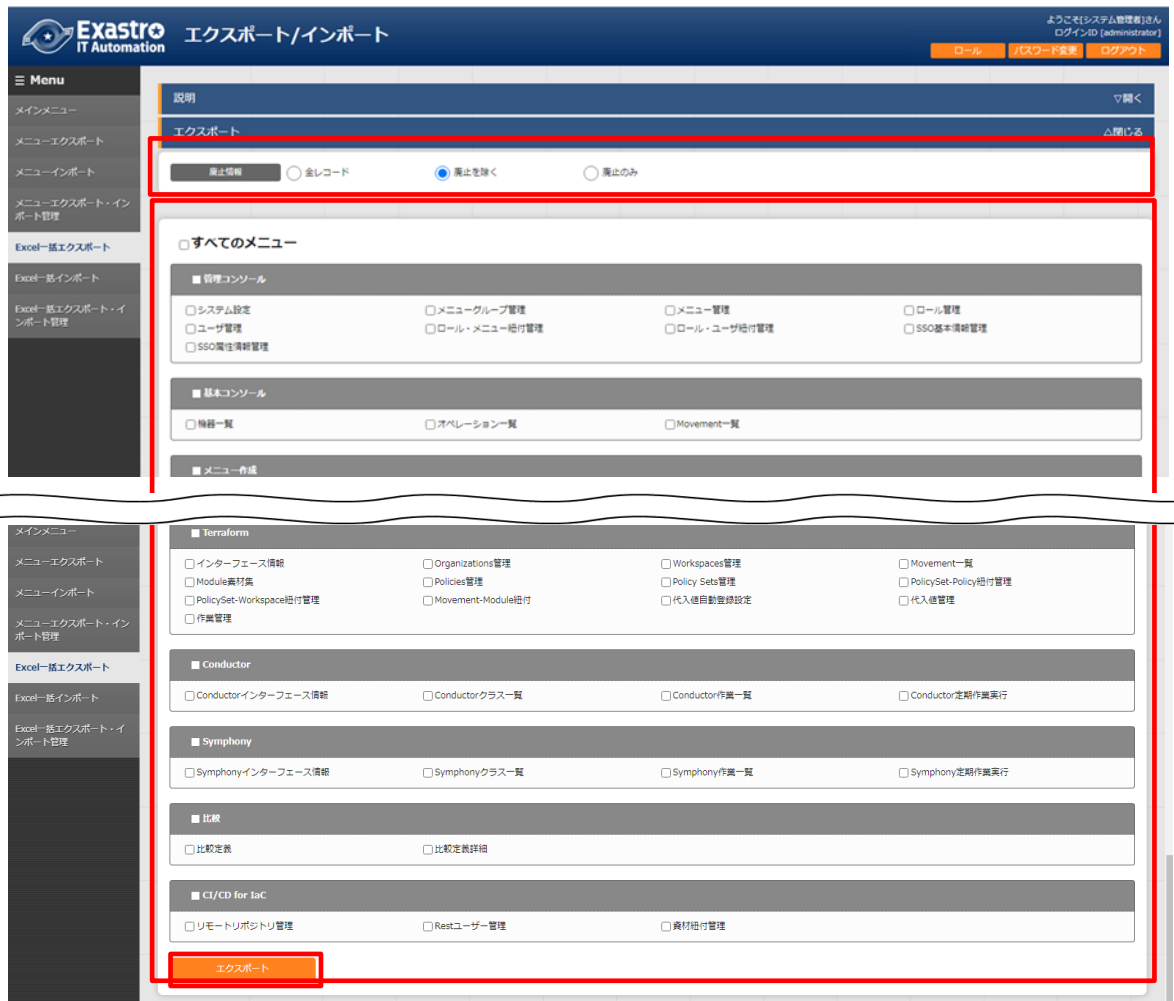 Exastro
IT Automation
エクスポート/インポート
ようこそ[システム管理者]さん
ログインID [administrator]
ロール パスワード変更 ログアウト
☰ Menu
メインメニュー
メニューエクスポート
メニューインポート
メニューエクスポート・イン
ポート管理
Excel一括エクスポート
Excel一括インポート
Excel一括エクスポート・イ
ンポート管理
説明 ▽開く
エクスポート △閉じる
廃止情報 全レコード 廃止を除く 廃止のみ
すべてのメニュー
管理コンソール
システム設定 メニューグループ管理 メニュー管理 ロール管理
ユーザ管理 ロール・メニュー紐付管理 ロール・ユーザ紐付管理 SSO基本情報管理
SSO属性情報管理
基本コンソール
機器一覧 オペレーション一覧 Movement一覧
メニュー作成
メインメニュー
メニューエクスポート
メニューインポート
メニューエクスポート・イン
ポート管理
Excel一括エクスポート
Excel一括インポート
Excel一括エクスポート・イ
ンポート管理
Terraform
インターフェース情報 Organizations管理 Workspaces管理 Movement一覧
Module素材集 Policies管理 Policy Sets管理 PolicySet-Policy紐付管理
PolicySet-Workspace紐付管理 Movement-Module紐付 代入値自動登録設定 代入値管理
作業管理
Conductor
Conductorインターフェース情報 Conductorクラス一覧 Conductor作業一覧 Conductor定期作業実行
Symphony
Symphonyインターフェース情報 Symphonyクラス一覧 Symphony作業一覧 Symphony定期作業実行
比較
比較定義 比較定義詳細
CI/CD for IaC
リモートリポジトリ管理 Restユーザー管理 資材紐付管理
エクスポート